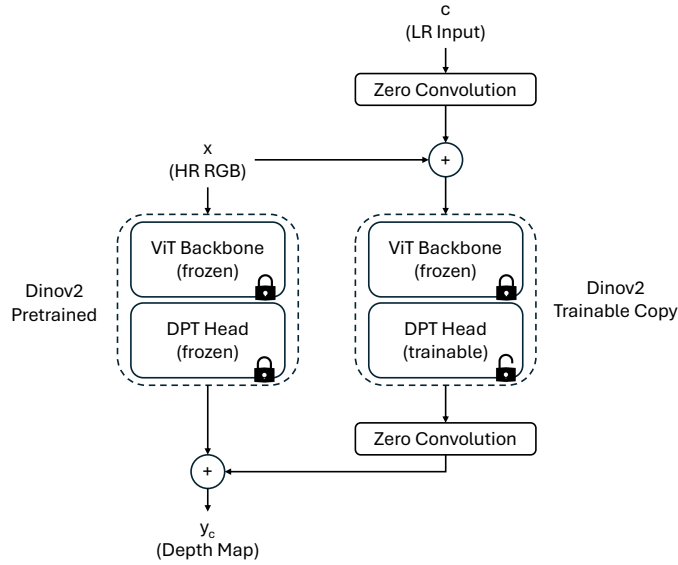 c
(LR Input)
Zero Convolution
+
x
(HR RGB)
ViT Backbone
(frozen)
DPT Head
(frozen)
Dinov2
Pretrained
ViT Backbone
(frozen)
DPT Head
(trainable)
Dinov2
Trainable Copy
Zero Convolution
+
y_c
(Depth Map)